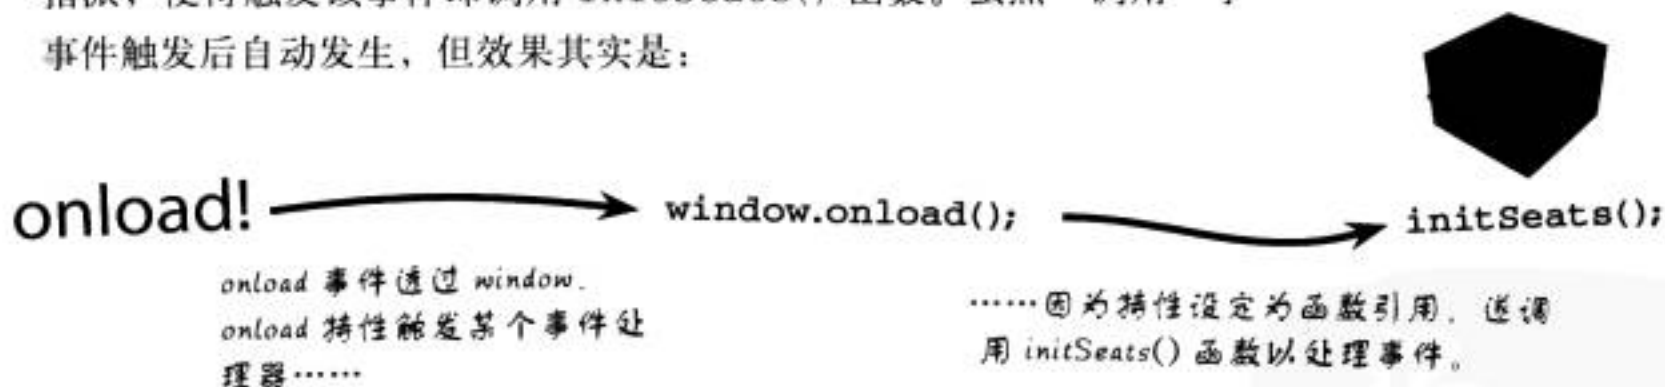 事件触发后自动发生，但效果其实是：
onload!
window.onload();
initSeats();
onload 事件透过 window.
onload 特性触发某个事件处
理器……
……因为特性设定为函数引用，遂调
用 initSeats() 函数以处理事件。